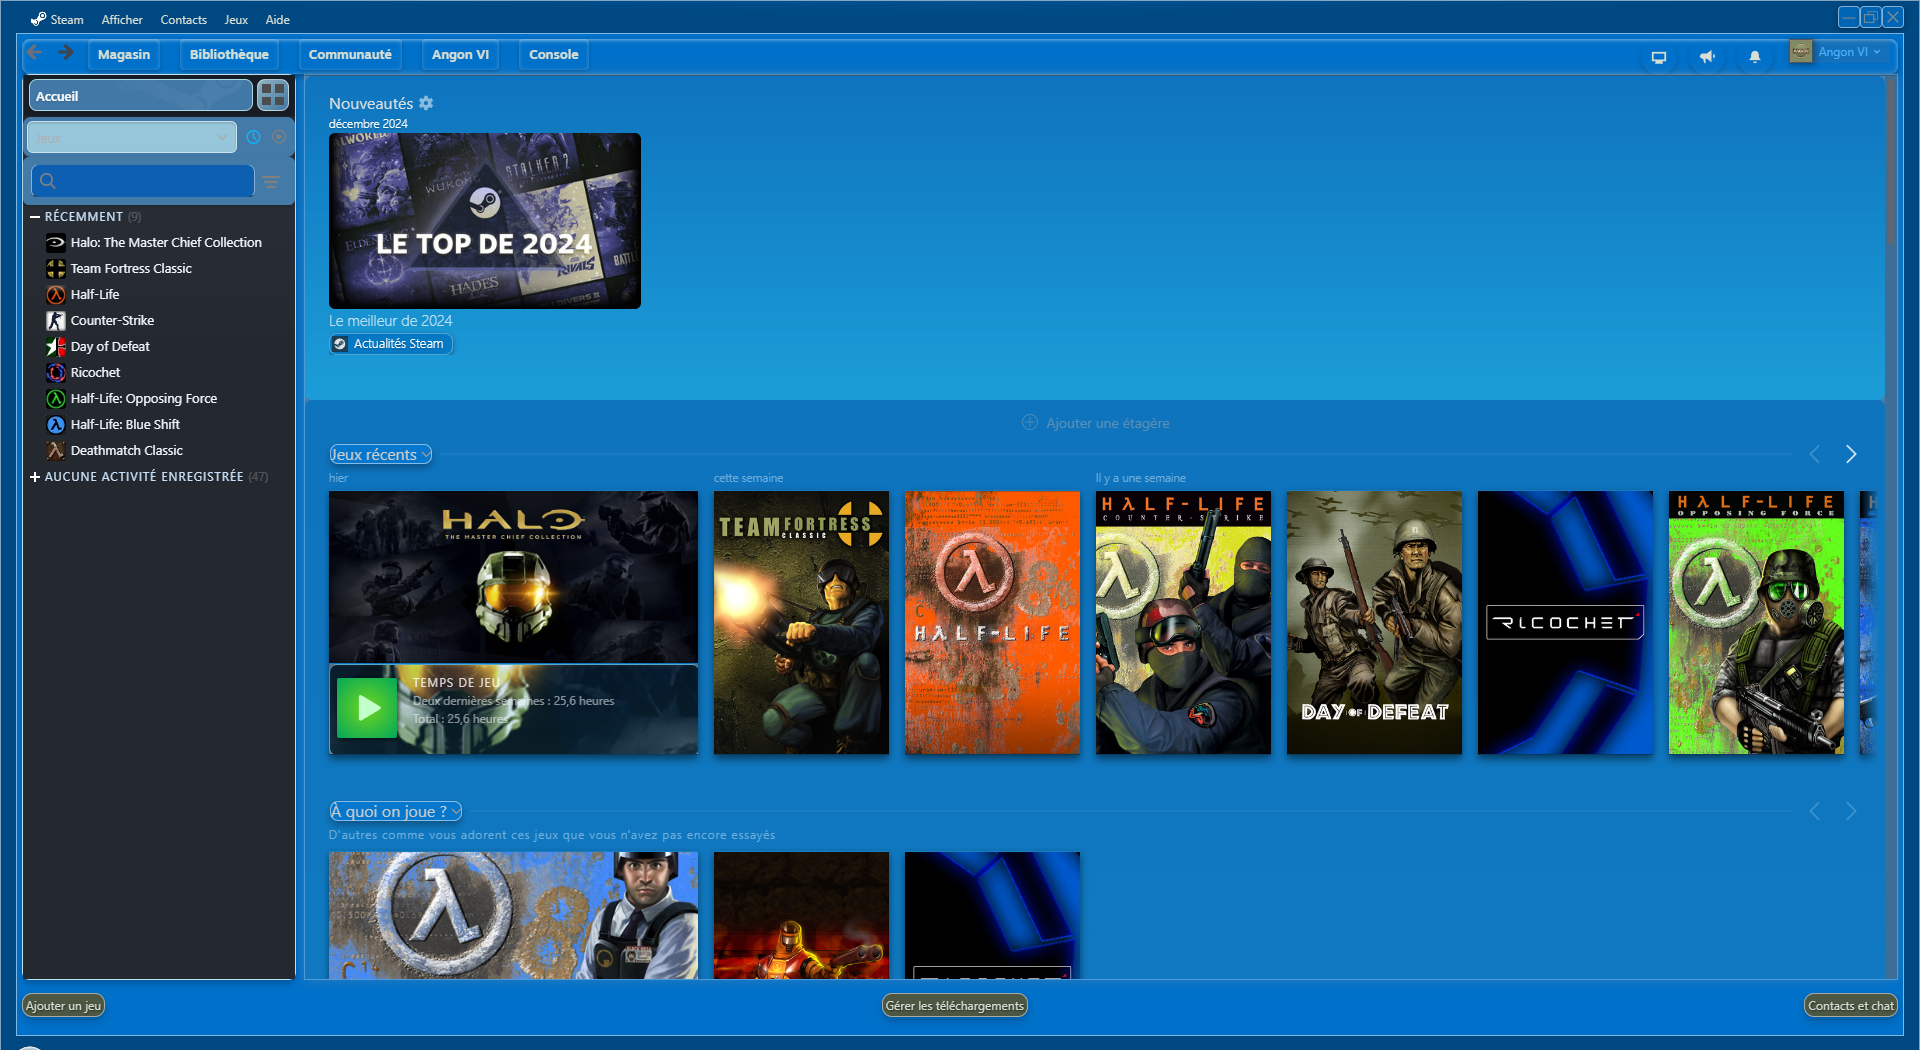 Steam Afficher Contacts Jeux Aide
Magasin Bibliothèque Communauté Angon VI Console
Angon VI
Accueil
Jeux
RÉCEMMENT (9)
Halo: The Master Chief Collection
Team Fortress Classic
Half-Life
Counter-Strike
Day of Defeat
Ricochet
Half-Life: Opposing Force
Half-Life: Blue Shift
Deathmatch Classic
AUCUNE ACTIVITÉ ENREGISTRÉE (47)
Nouveautés
décembre 2024
WUKONG
STALKER 2
ELDEN RING
LE TOP DE 2024
RIVALS
HADES
Le meilleur de 2024
Actualités Steam
Ajouter une étagère
Jeux récents
hier
cette semaine
Il y a une semaine
HALO
THE MASTER CHIEF COLLECTION
TEMPS DE JEU
Deux dernières semaines : 25,6 heures
Total : 25,6 heures
TEAM FORTRESS
CLASSIC
HALF-LIFE
HALF-LIFE
COUNTER-STRIKE
DAY OF DEFEAT
RICOCHET
HALF-LIFE
OPPOSING FORCE
À quoi on joue ?
D'autres comme vous adorent ces jeux que vous n'avez pas encore essayés
Ajouter un jeu
Gérer les téléchargements
Contacts et chat